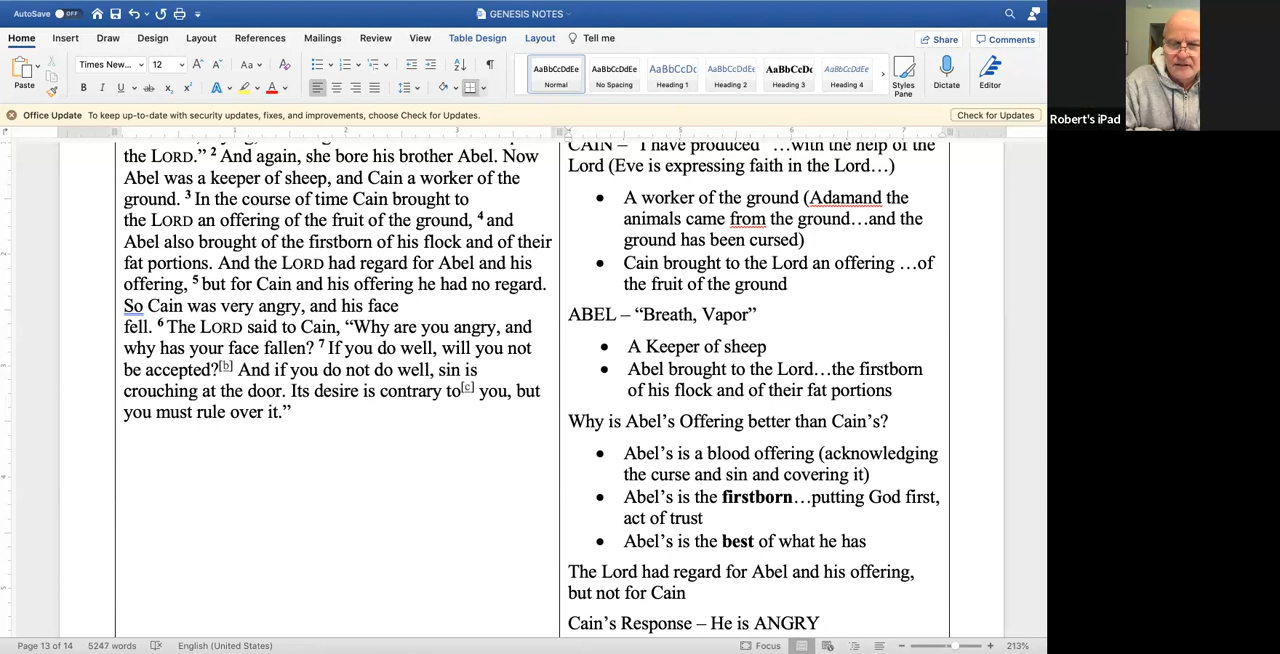 AutoSave OFF
GENESIS NOTES
Home Insert Draw Design Layout References Mailings Review View Table Design Layout Tell me
Share Comments
Paste
Times New... 12
Aa
B I U ab x₂ x²
AaBbCcDdEe AaBbCcDdEe AaBbCcDc AaBbCcDdEe AaBbCcDc AaBbCcDdEe
Normal No Spacing Heading 1 Heading 2 Heading 3 Heading 4
Styles Pane
Dictate
Editor
Office Update To keep up-to-date with security updates, fixes, and improvements, choose Check for Updates.
Check for Updates
1 2 3 5 6 7
the LORD.” 2 And again, she bore his brother Abel. Now
Abel was a keeper of sheep, and Cain a worker of the
ground. 3 In the course of time Cain brought to
the LORD an offering of the fruit of the ground, 4 and
Abel also brought of the firstborn of his flock and of their
fat portions. And the LORD had regard for Abel and his
offering, 5 but for Cain and his offering he had no regard.
So Cain was very angry, and his face
fell. 6 The LORD said to Cain, “Why are you angry, and
why has your face fallen? 7 If you do well, will you not
be accepted?[b] And if you do not do well, sin is
crouching at the door. Its desire is contrary to[c] you, but
you must rule over it.”
CAIN – “I have produced” …with the help of the
Lord (Eve is expressing faith in the Lord…)
• A worker of the ground (Adamand the
animals came from the ground…and the
ground has been cursed)
• Cain brought to the Lord an offering …of
the fruit of the ground
ABEL – “Breath, Vapor”
• A Keeper of sheep
• Abel brought to the Lord…the firstborn
of his flock and of their fat portions
Why is Abel’s Offering better than Cain’s?
• Abel’s is a blood offering (acknowledging
the curse and sin and covering it)
• Abel’s is the firstborn…putting God first,
act of trust
• Abel’s is the best of what he has
The Lord had regard for Abel and his offering,
but not for Cain
Cain’s Response – He is ANGRY
Page 13 of 14 5247 words English (United States)
Focus
213%
Robert's iPad